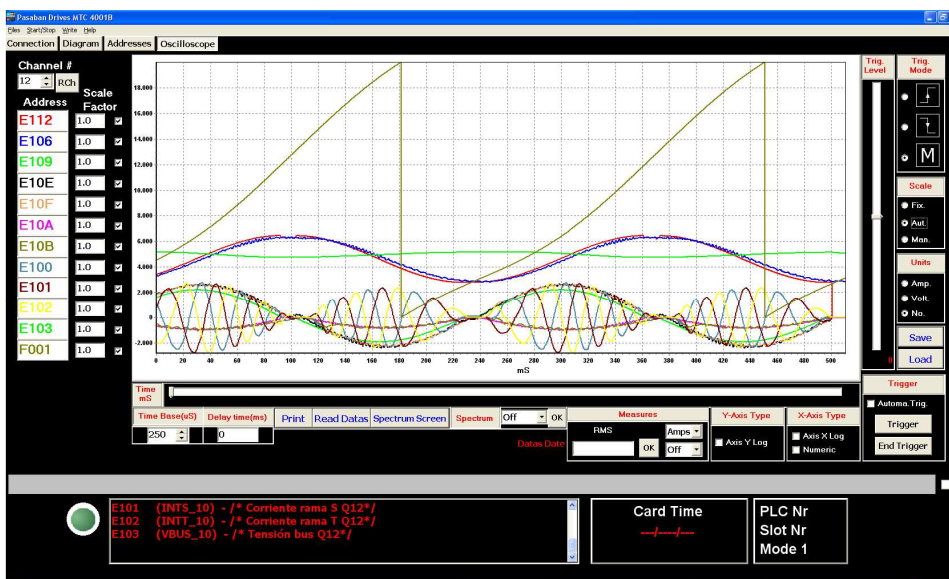 Pasaban Drives MTC 4001B
Files Start/Stop Write Help
Connection Diagram Addresses Oscilloscope
Channel #
12 RCh
Address Scale Factor
E112 1.0
E106 1.0
E109 1.0
E10E 1.0
E10F 1.0
E10A 1.0
E10B 1.0
E100 1.0
E101 1.0
E102 1.0
E103 1.0
F001 1.0
18.000
16.000
14.000
12.000
10.000
8.000
6.000
4.000
2.000
0
-2.000
0 20 40 60 80 100 120 140 160 180 200 220 240 260 280 300 320 340 360 380 400 420 440 460 480 500
mS
Trig. Level
0
Trig. Mode
M
Scale
Fix.
Aut.
Man.
Units
Amp.
Volt.
No.
Save
Load
Time mS
Time Base(uS)
250
Delay time(ms)
0
Print Read Datas Spectrum Screen Spectrum Off OK
Datas Date
Measures
RMS Amps
OK Off
Y-Axis Type
Axis Y Log
X-Axis Type
Axis X Log
Numeric
Trigger
Automa.Trig.
Trigger
End Trigger
E101 (INTS_10) - /* Corriente rama S Q12*/
E102 (INTT_10) - /* Corriente rama T Q12*/
E103 (VBUS_10) - /* Tensión bus Q12*/
Card Time
---/----/---
PLC Nr
Slot Nr
Mode 1